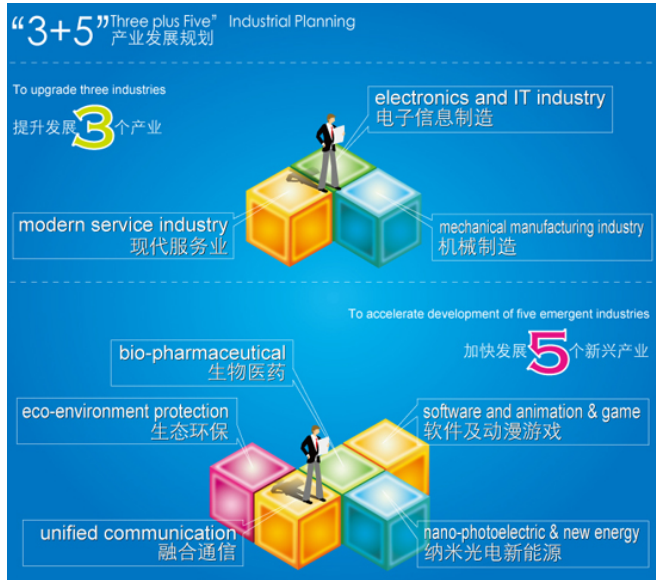 “3+5” Three plus Five” Industrial Planning
产业发展规划
To upgrade three industries
提升发展3个产业
electronics and IT industry
电子信息制造
modern service industry
现代服务业
mechanical manufacturing industry
机械制造
To accelerate development of five emergent industries
加快发展5个新兴产业
bio-pharmaceutical
生物医药
eco-environment protection
生态环保
software and animation & game
软件及动漫游戏
unified communication
融合通信
nano-photoelectric & new energy
纳米光电新能源